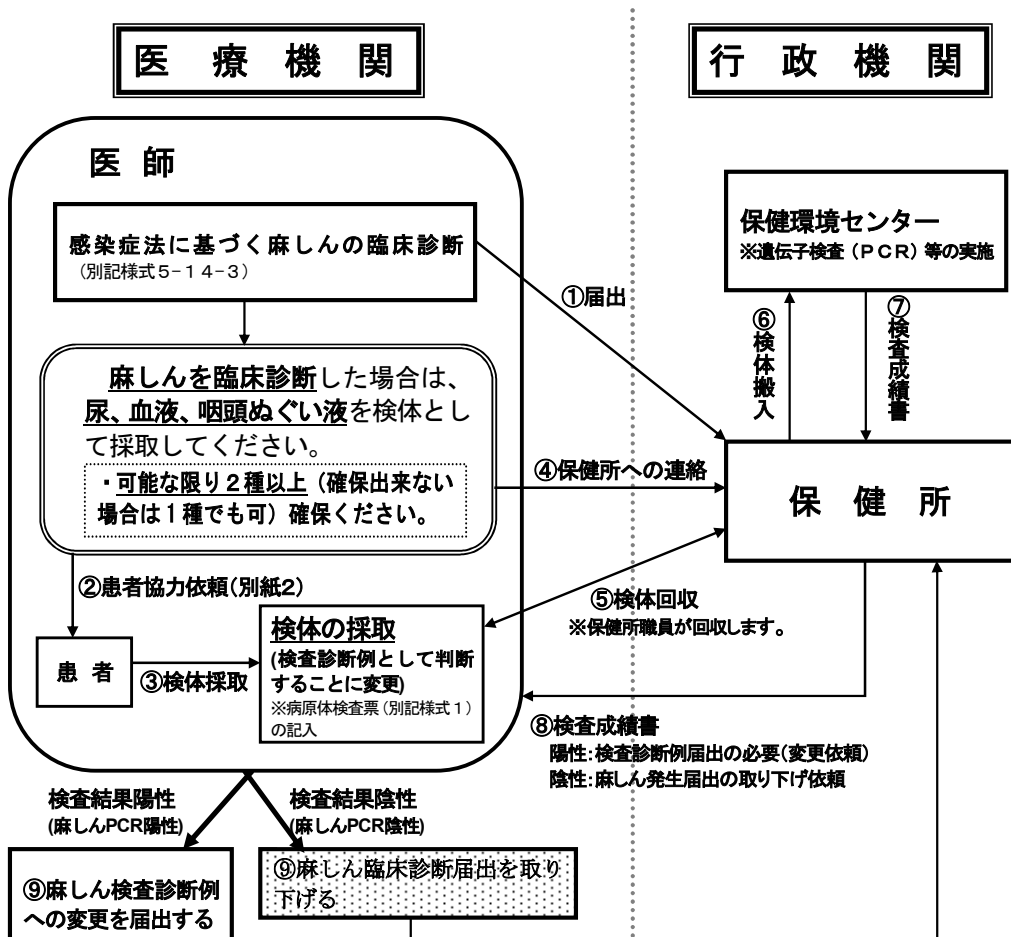 医療機関
行政機関
医師
感染症法に基づく麻しんの臨床診断
（別記様式５-１４-３）
①届出
保健環境センター
※遺伝子検査（ＰＣＲ）等の実施
⑥検体搬入
⑦検査成績書
麻しんを臨床診断した場合は、
尿、血液、咽頭ぬぐい液を検体とし
て採取してください。
・可能な限り２種以上（確保出来ない
場合は１種でも可）確保ください。
④保健所への連絡
保健所
②患者協力依頼(別紙2)
⑤検体回収
※保健所職員が回収します。
患者
③検体採取
検体の採取
(検査診断例として判断
することに変更)
※病原体検査票（別記様式１）
の記入
⑧検査成績書
陽性：検査診断例届出の必要（変更依頼）
陰性：麻しん発生届出の取り下げ依頼
検査結果陽性
(麻しんPCR陽性)
検査結果陰性
(麻しんPCR陰性)
⑨麻しん検査診断例
への変更を届出する
⑨麻しん臨床診断届出を取り
下げる